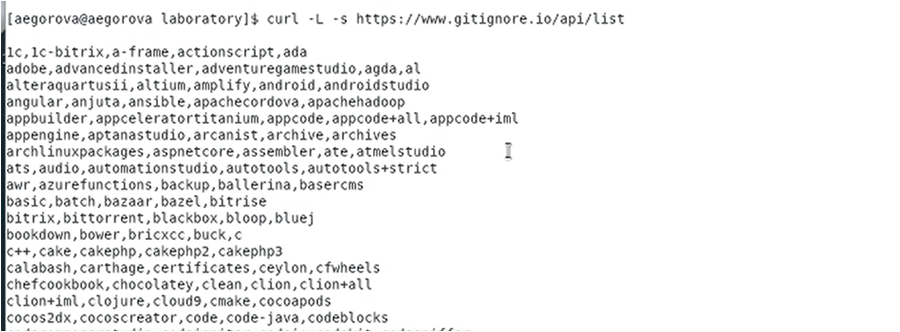 [aegorova@aegorova laboratory]$ curl -L -s https://www.gitignore.io/api/list
1c,1c-bitrix,a-frame,actionscript,ada
adobe,advancedinstaller,adventuregamestudio,agda,al
alteraquartusii,altium,amplify,android,androidstudio
angular,anjuta,ansible,apachecordova,apachehadoop
appbuilder,appceleratortitanium,appcode,appcode+all,appcode+iml
appengine,aptanastudio,arcanist,archive,archives
archlinuxpackages,aspnetcore,assembler,ate,atmelstudio
ats,audio,automationstudio,autotools,autotools+strict
awr,azurefunctions,backup,ballerina,basercms
basic,batch,bazaar,bazel,bitrise
bitrix,bittorrent,blackbox,bloop,bluej
bookdown,bower,bricxcc,buck,c
c++,cake,cakephp,cakephp2,cakephp3
calabash,carthage,certificates,ceylon,cfwheels
chefcookbook,chocolatey,clean,clion,clion+all
clion+iml,clojure,cloud9,cmake,cocoapods
cocos2dx,cocoscreator,code,code-java,codeblocks